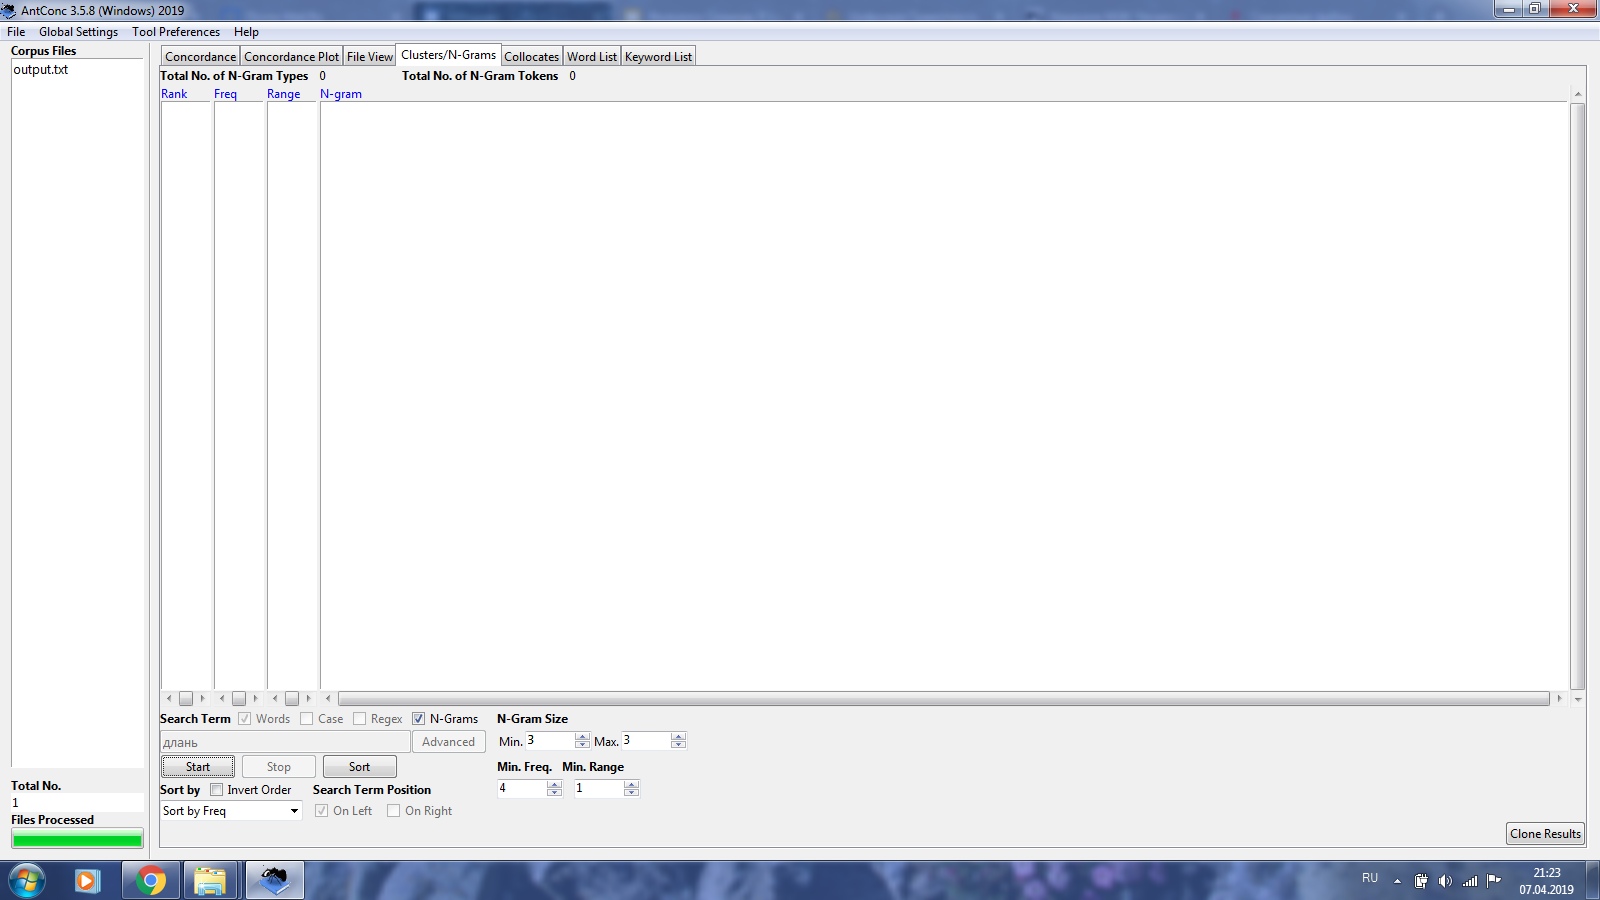 AntConc 3.5.8 (Windows) 2019
File Global Settings Tool Preferences Help
Corpus Files
output.txt
Concordance Concordance Plot File View Clusters/N-Grams Collocates Word List Keyword List
Total No. of N-Gram Types 0 Total No. of N-Gram Tokens 0
Rank Freq Range N-gram
Search Term Words Case Regex N-Grams N-Gram Size
длань Advanced Min. 3 Max. 3
Start Stop Sort Min. Freq. Min. Range
Sort by Invert Order Search Term Position 4 1
Sort by Freq On Left On Right
Total No.
1
Files Processed
Clone Results
RU 21:23
07.04.2019